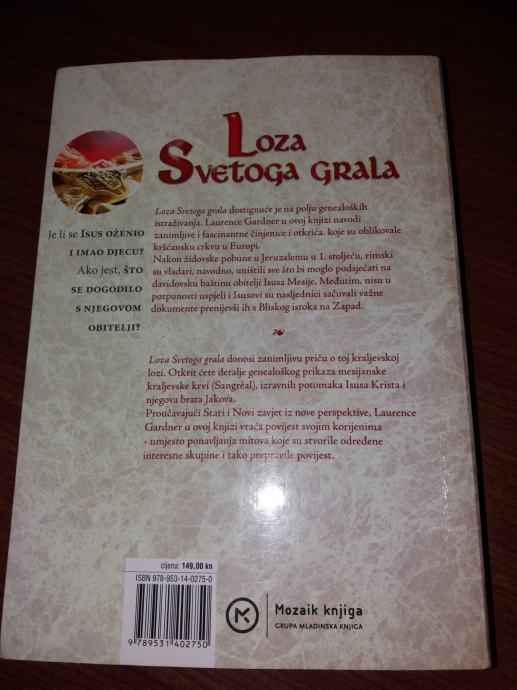 Loza
Svetoga grala
Je li se Isus oženio
i imao djecu?
Ako jest, što
se dogodilo
s njegovom
obitelji?
Loza Svetoga grala dostignuće je na polju genealoških
istraživanja. Laurence Gardner u ovoj knjizi navodi
zanimljive i fascinantne činjenice i otkrića, koje su oblikovale
kršćansku crkvu u Europi.
Nakon židovske pobune u Jeruzalemu u 1. stoljeću, rimski
su vladari, navodno, uništili sve što bi moglo podsjećati na
davidovsku baštinu obitelji Isusa Mesije. Međutim, nisu u
potpunosti uspjeli i Isusovi su nasljednici sačuvali važne
dokumente prenijevši ih s Bliskog istoka na Zapad.
Loza Svetoga grala donosi zanimljivu priču o toj kraljevskoj
lozi. Otkrit ćete detalje genealoškog prikaza mesijanske
kraljevske krvi (Sangréal), izravnih potomaka Isusa Krista i
njegova brata Jakova.
Proučavajući Stari i Novi zavjet iz nove perspektive, Laurence
Gardner u ovoj knjizi vraća povijest svojim korijenima
- umjesto ponavljanja mitova koje su stvorile određene
interesne skupine i tako prepravile povijest.
cijena: 149,00 kn
ISBN 978-953-14-0275-0
9 789531 402750
Mozaik knjiga
GRUPA MLADINSKA KNJIGA